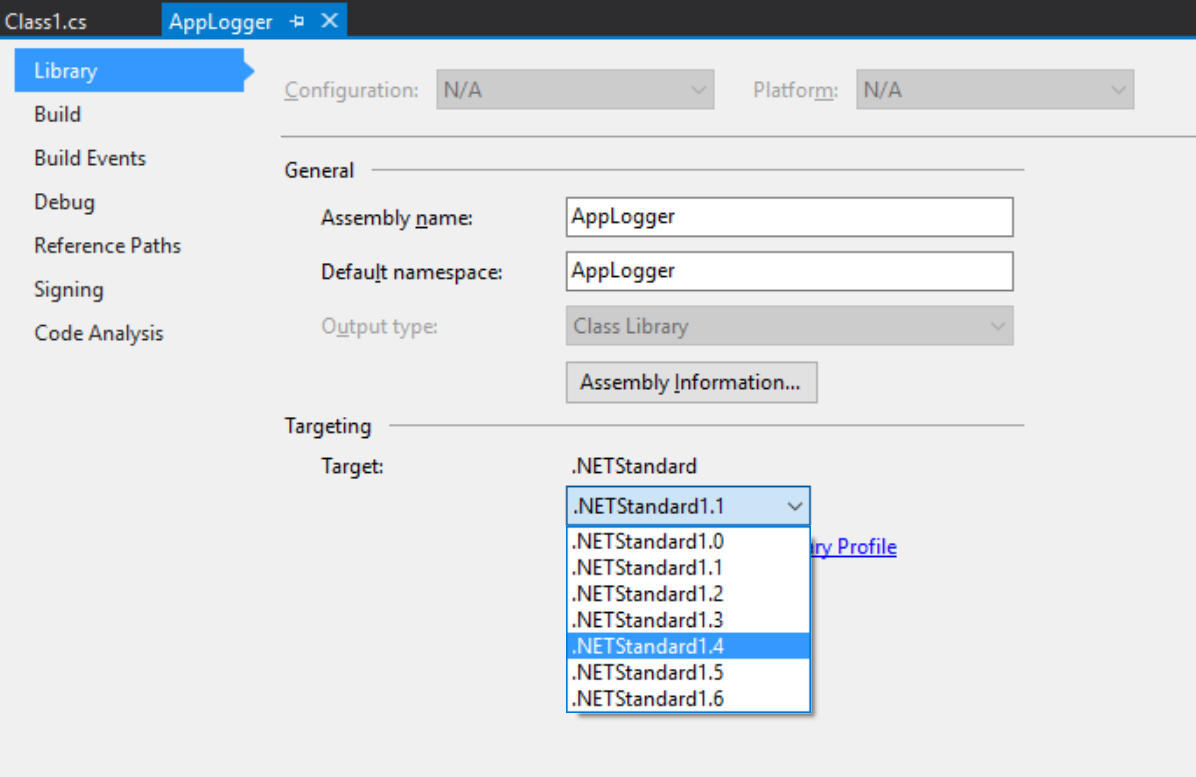 Class1.cs
AppLogger
Library
Build
Build Events
Debug
Reference Paths
Signing
Code Analysis
Configuration: N/A Platform: N/A
General
Assembly name: AppLogger
Default namespace: AppLogger
Output type: Class Library
Assembly Information...
Targeting
Target: .NETStandard
.NETStandard1.1
.NETStandard1.0
.NETStandard1.1
.NETStandard1.2
.NETStandard1.3
.NETStandard1.4
.NETStandard1.5
.NETStandard1.6
Profile